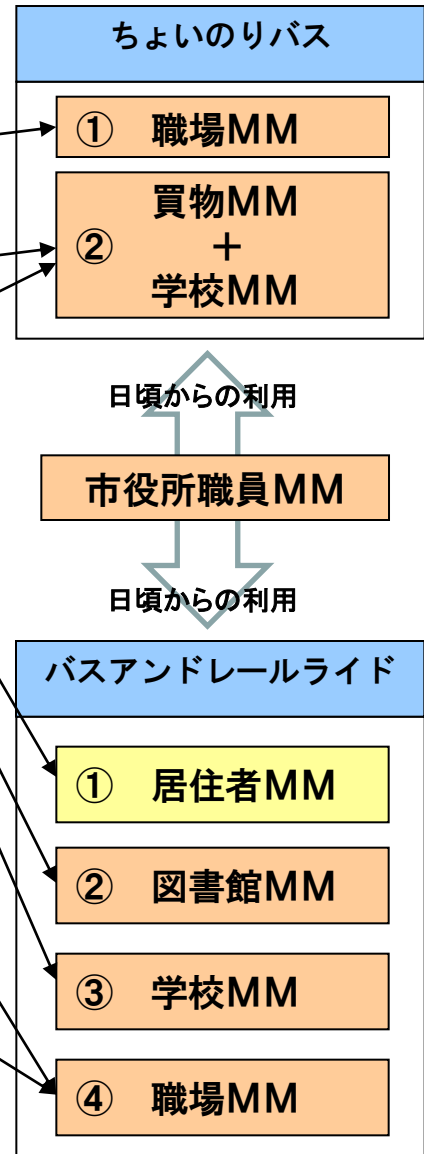 ちょいのりバス
① 職場ＭＭ
買物ＭＭ
② ＋
学校ＭＭ
日頃からの利用
市役所職員ＭＭ
日頃からの利用
バスアンドレールライド
① 居住者ＭＭ
② 図書館ＭＭ
③ 学校ＭＭ
④ 職場ＭＭ